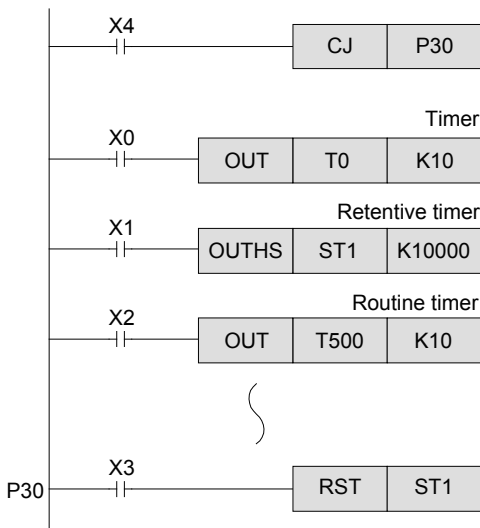 X4
CJ P30
Timer
X0
OUT T0 K10
Retentive timer
X1
OUTHS ST1 K10000
Routine timer
X2
OUT T500 K10
X3
P30 RST ST1